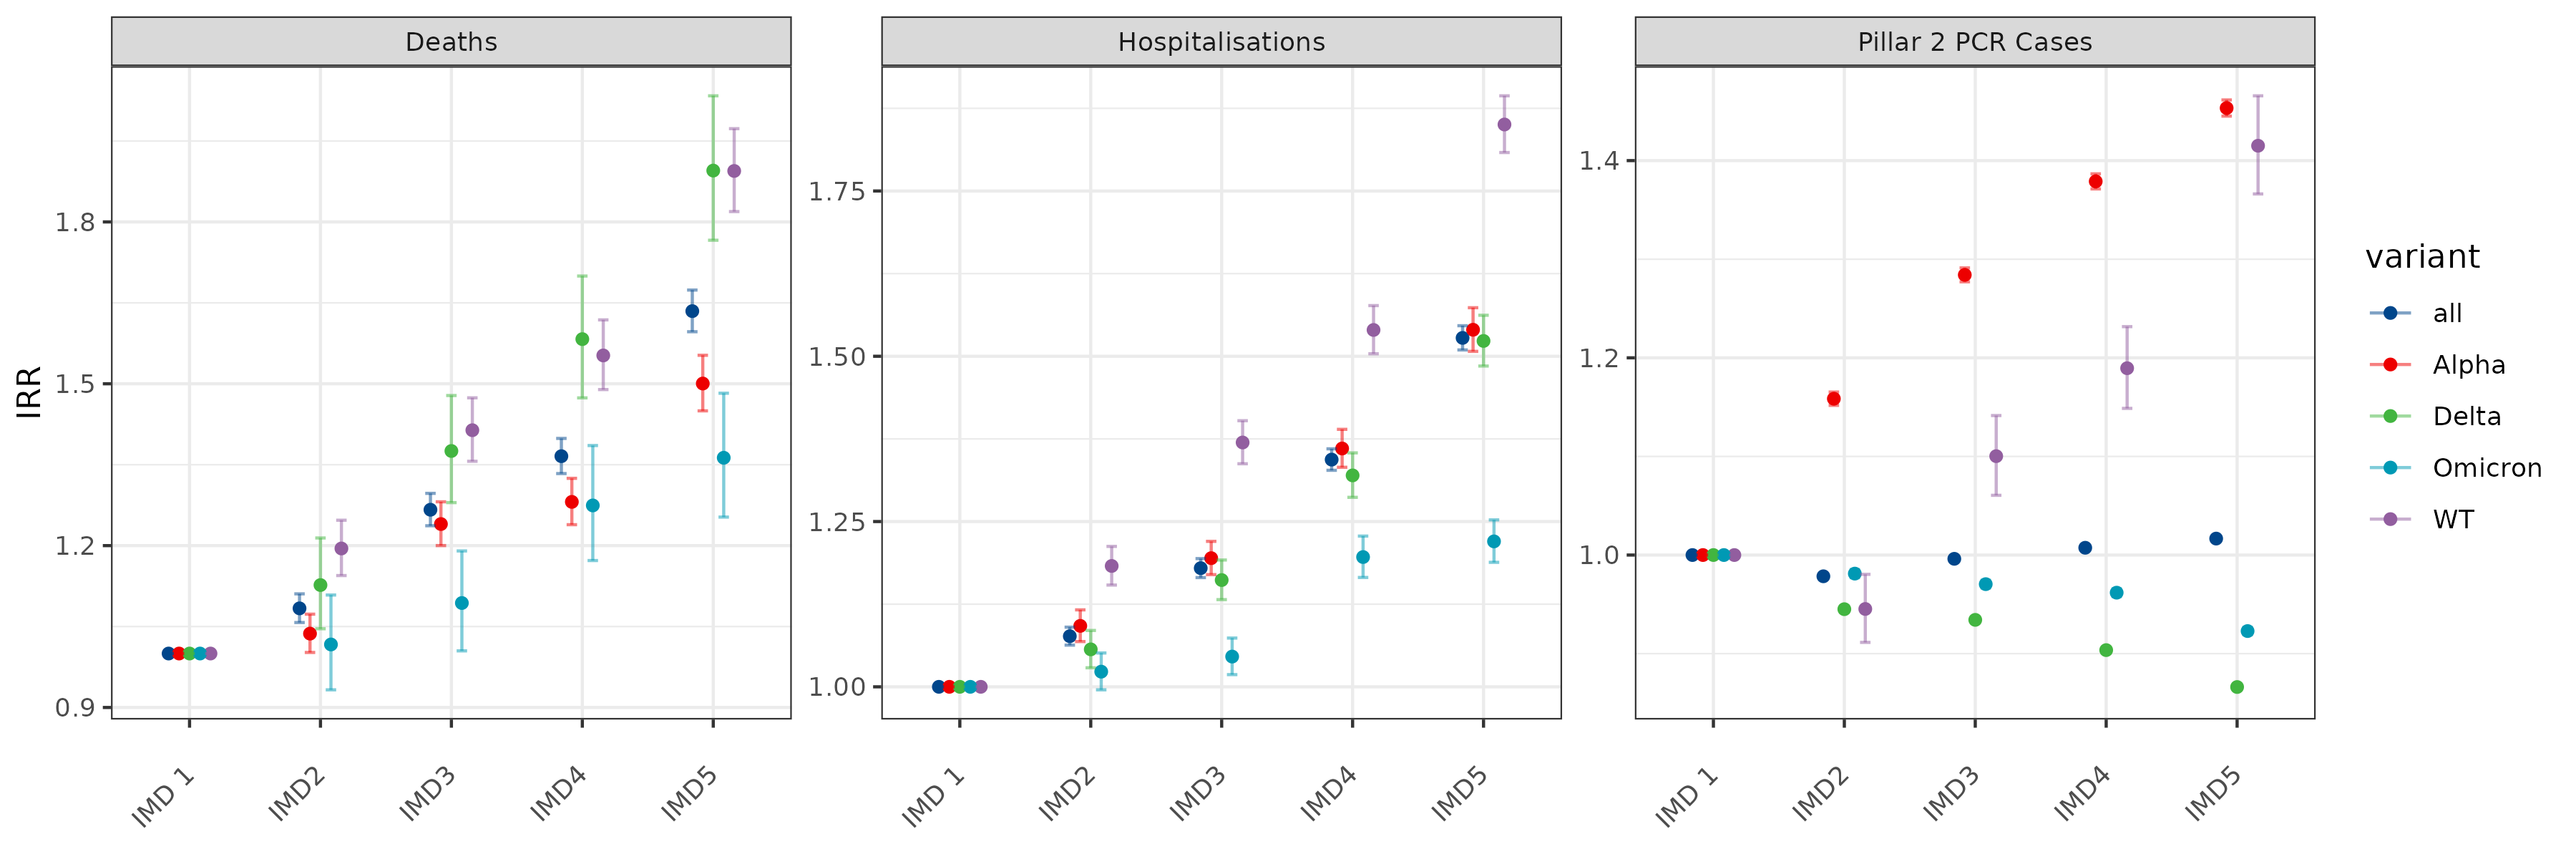 Deaths
Hospitalisations
Pillar 2 PCR Cases
IRR
1.8
1.5
1.2
0.9
1.75
1.50
1.25
1.00
1.4
1.2
1.0
IMD 1
IMD2
IMD3
IMD4
IMD5
IMD 1
IMD2
IMD3
IMD4
IMD5
IMD 1
IMD2
IMD3
IMD4
IMD5
variant
all
Alpha
Delta
Omicron
WT